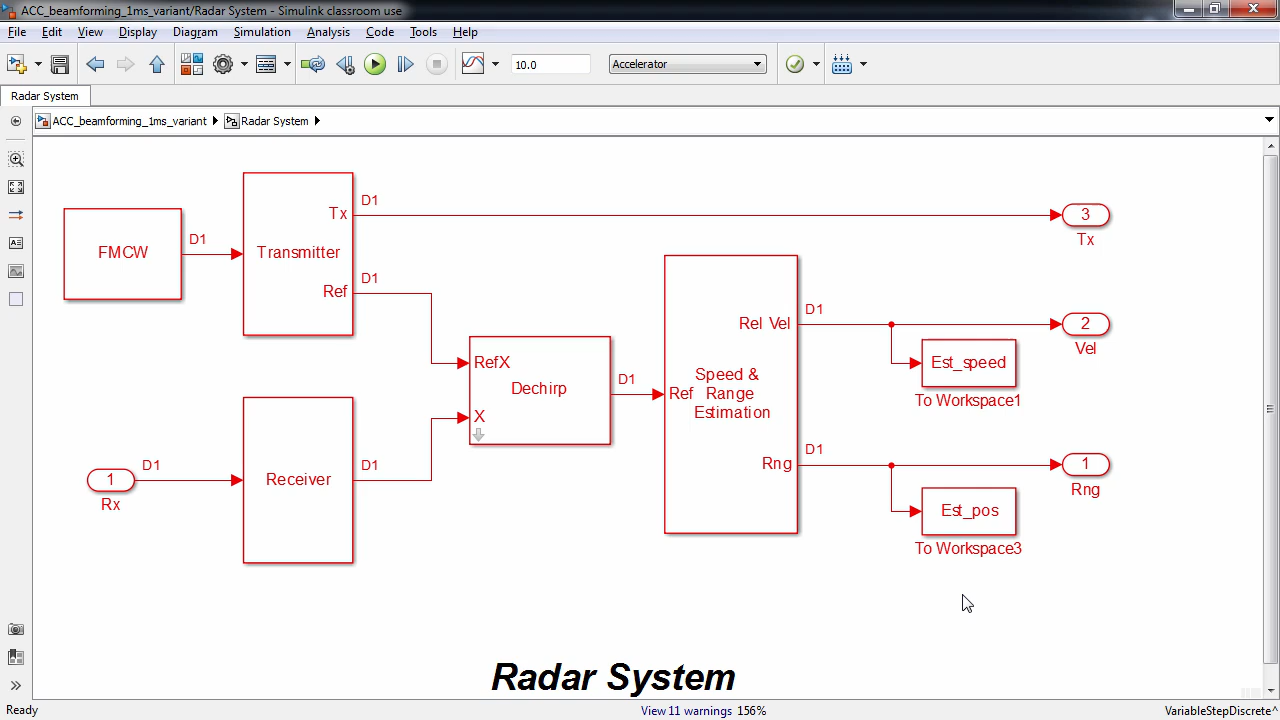 ACC_beamforming_1ms_variant/Radar System - Simulink classroom use
File Edit View Display Diagram Simulation Analysis Code Tools Help
10.0 Accelerator
Radar System
ACC_beamforming_1ms_variant Radar System
FMCW
D1
Transmitter
Tx
Ref
D1
D1
3
Tx
1
Rx
D1
Receiver
D1
RefX
Dechirp
X
D1
Ref
Speed &
Range
Estimation
Rel Vel
Rng
D1
2
Vel
Est_speed
To Workspace1
D1
1
Rng
Est_pos
To Workspace3
Radar System
Ready View 11 warnings 156% VariableStepDiscrete